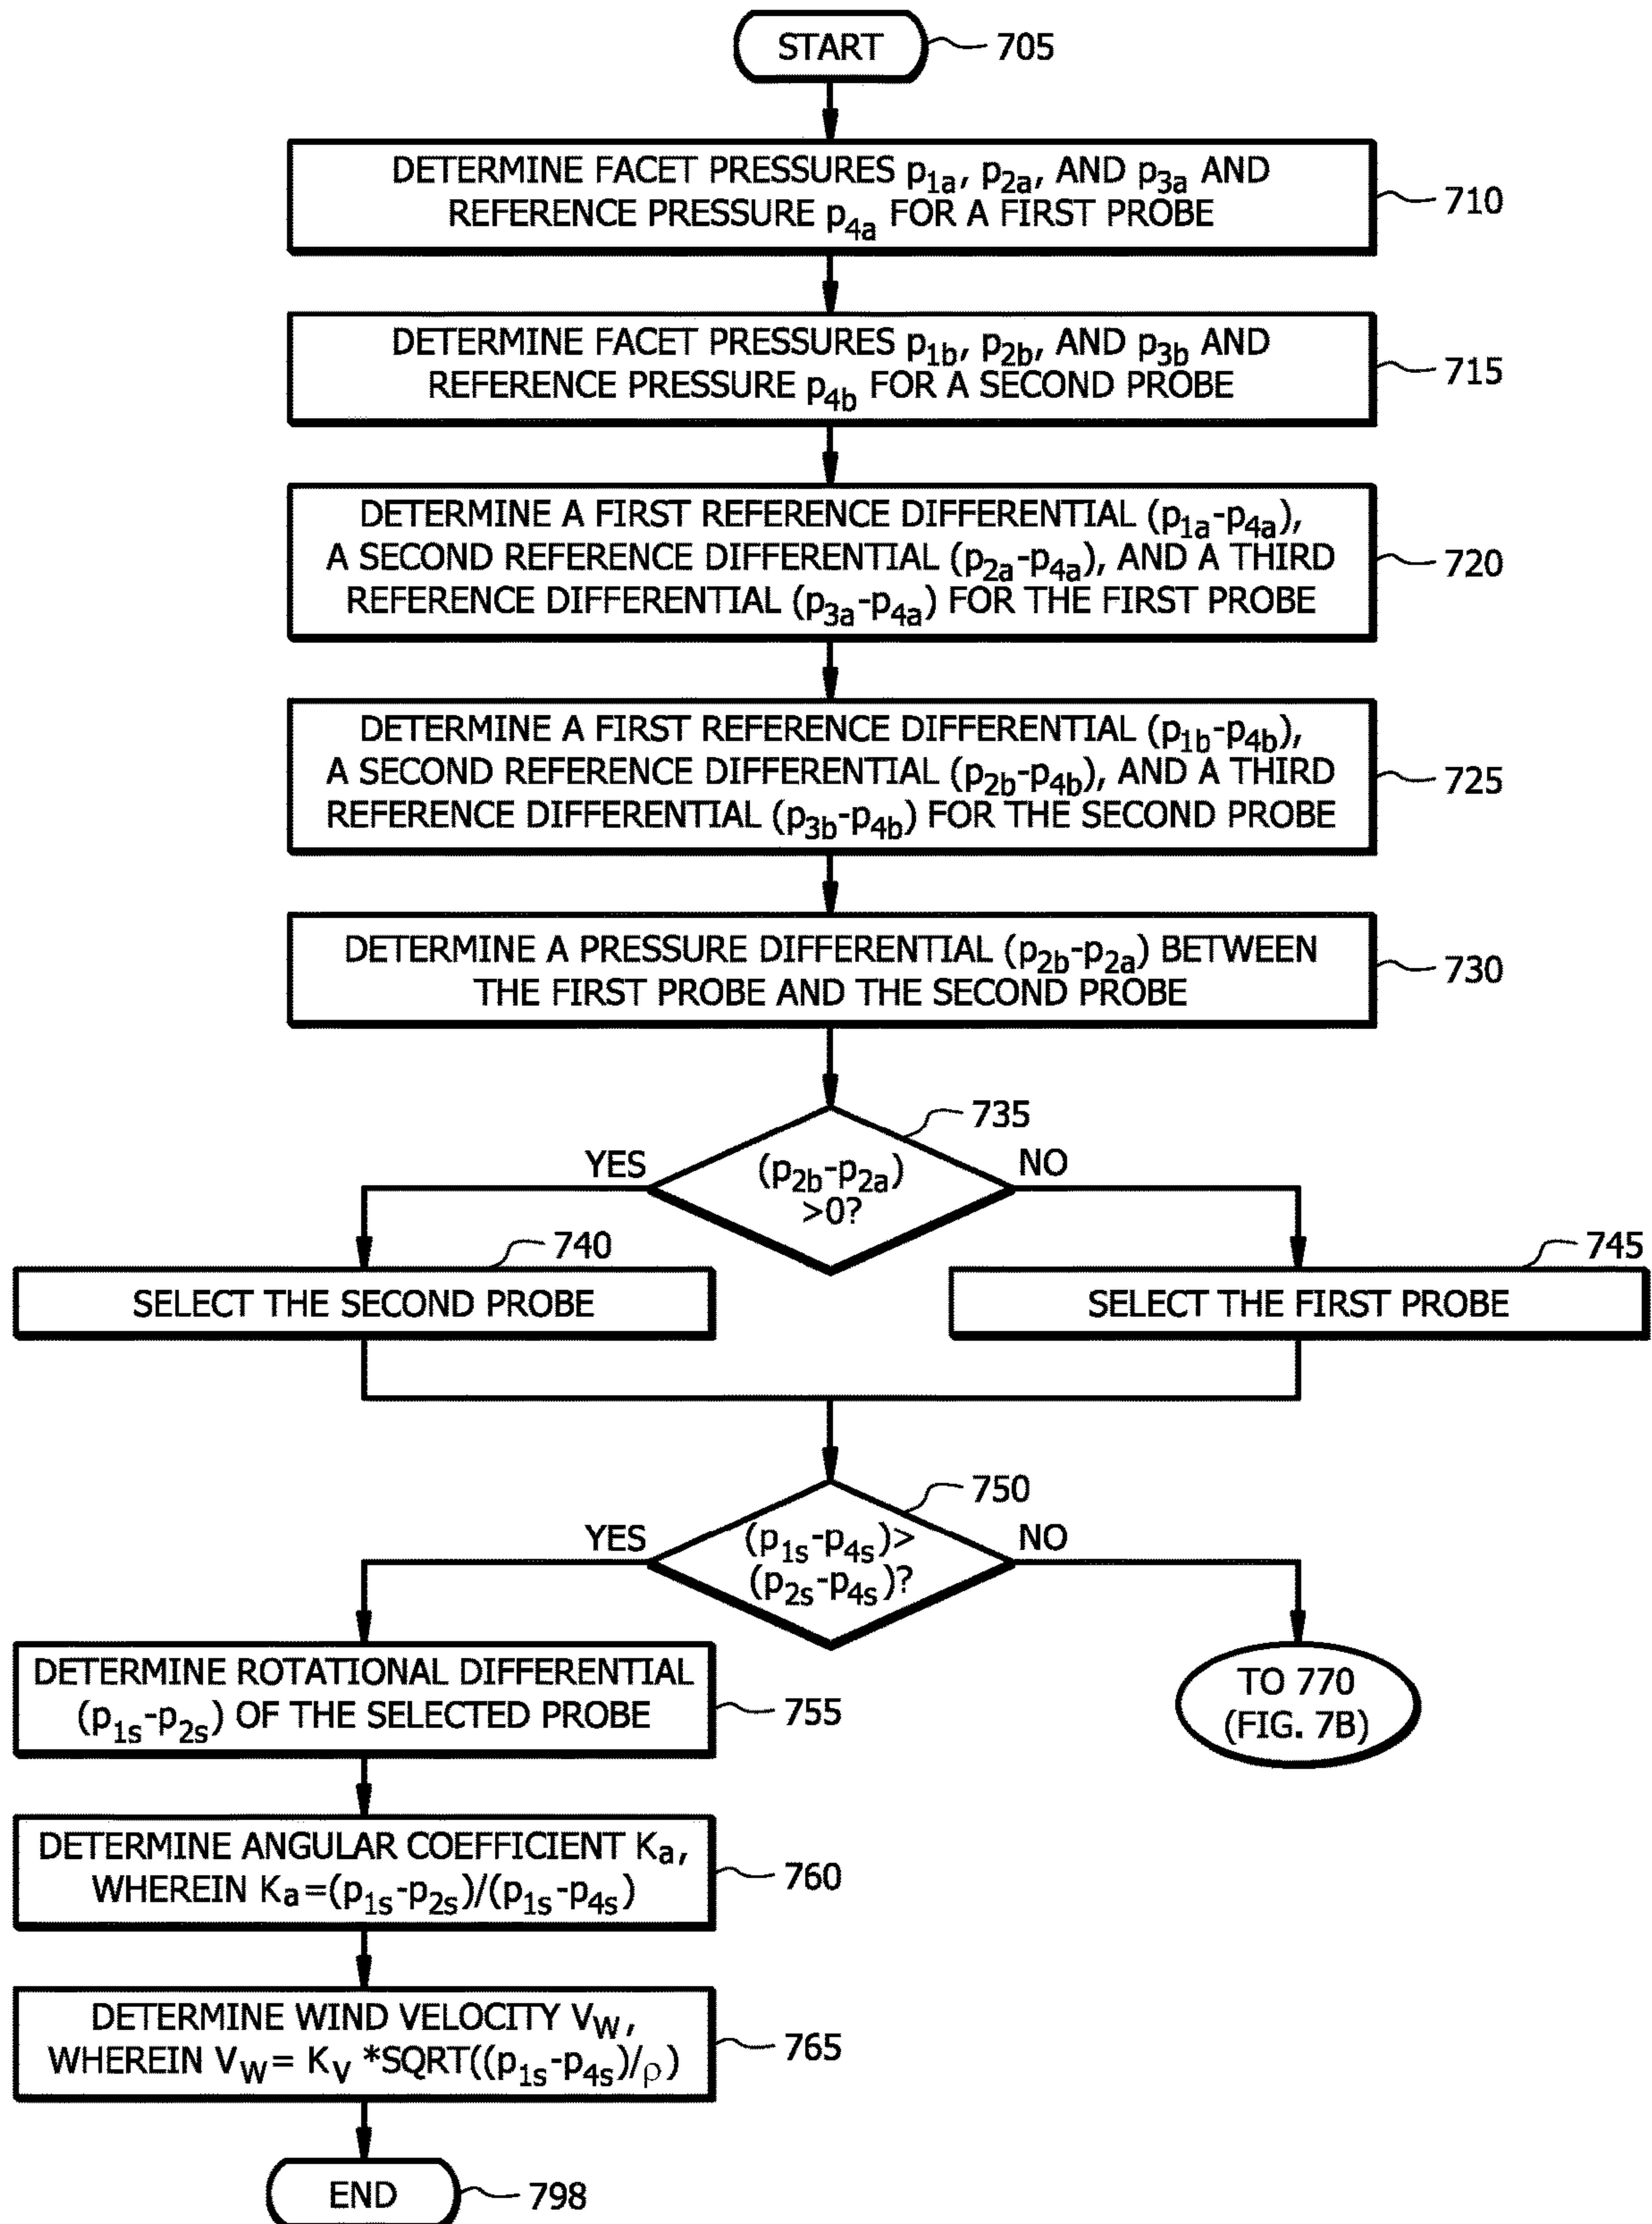 START
705
DETERMINE FACET PRESSURES p1a, p2a, AND p3a AND
REFERENCE PRESSURE p4a FOR A FIRST PROBE
710
DETERMINE FACET PRESSURES p1b, p2b, AND p3b AND
REFERENCE PRESSURE p4b FOR A SECOND PROBE
715
DETERMINE A FIRST REFERENCE DIFFERENTIAL (p1a-p4a),
A SECOND REFERENCE DIFFERENTIAL (p2a-p4a), AND A THIRD
REFERENCE DIFFERENTIAL (p3a-p4a) FOR THE FIRST PROBE
720
DETERMINE A FIRST REFERENCE DIFFERENTIAL (p1b-p4b),
A SECOND REFERENCE DIFFERENTIAL (p2b-p4b), AND A THIRD
REFERENCE DIFFERENTIAL (p3b-p4b) FOR THE SECOND PROBE
725
DETERMINE A PRESSURE DIFFERENTIAL (p2b-p2a) BETWEEN
THE FIRST PROBE AND THE SECOND PROBE
730
735
YES
(p2b-p2a)
>0?
NO
740
SELECT THE SECOND PROBE
745
SELECT THE FIRST PROBE
750
YES
(p1s-p4s)>
(p2s-p4s)?
NO
DETERMINE ROTATIONAL DIFFERENTIAL
(p1s-p2s) OF THE SELECTED PROBE
755
TO 770
(FIG. 7B)
DETERMINE ANGULAR COEFFICIENT Ka,
WHEREIN Ka=(p1s-p2s)/(p1s-p4s)
760
DETERMINE WIND VELOCITY VW,
WHEREIN VW= KV *SQRT((p1s-p4s)/ρ)
765
END
798